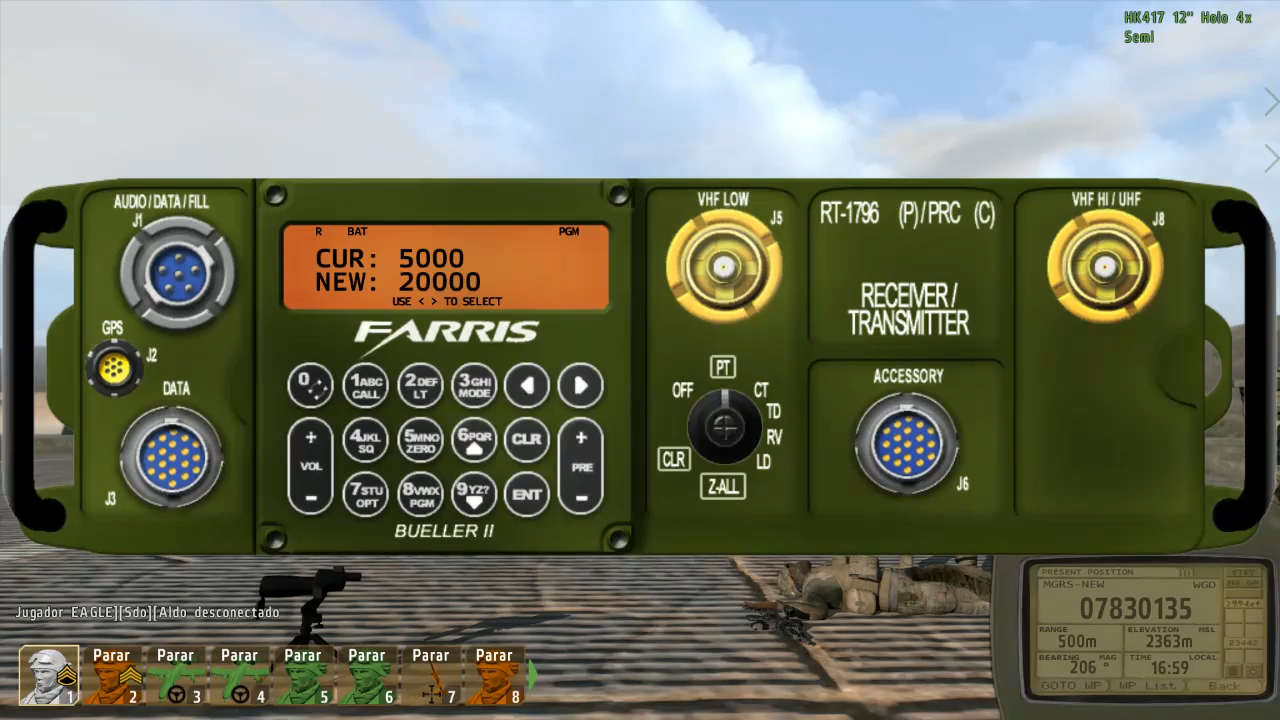 HK417 12" Holo 4x
Semi
AUDIO/DATA/FILL
J1
GPS
J2
DATA
J3
R BAT PGM
CUR: 5000
NEW: 20000
USE < > TO SELECT
FARRIS
0
1ABC CALL
2DEF LT
3GHI MODE
+ VOL -
4JKL SQ
5MNO ZERO
6PQR
CLR
+ PRE -
7STU OPT
8VWX PGM
9YZ?
ENT
BUELLER II
VHF LOW
J5
PT
OFF
CT
TD
RV
LD
CLR
Z-ALL
RT-1796 (P)/PRC (C)
RECEIVER/
TRANSMITTER
ACCESSORY
J6
VHF HI / UHF
J8
Jugador EAGLE][Sdo][Aldo desconectado
1
Parar 2
Parar 3
Parar 4
Parar 5
Parar 6
Parar 7
Parar 8
PRESENT POSITION
MGRS-NEW WGD
07830135
RANGE
500m
ELEVATION MSL
2363m
BEARING MAG
206 °
TIME LOCAL
16:59
GOTO WP WP List Back